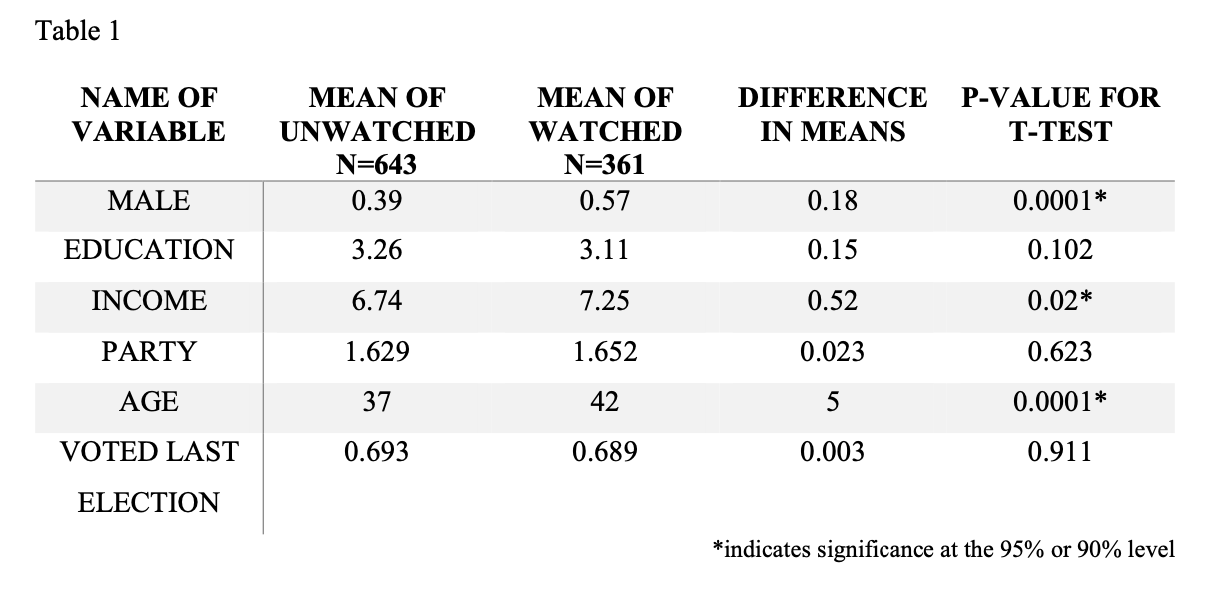 Table 1
NAME OF VARIABLE | MEAN OF UNWATCHED N=643 | MEAN OF WATCHED N=361 | DIFFERENCE IN MEANS | P-VALUE FOR T-TEST
MALE 0.39 0.57 0.18 0.0001*
EDUCATION 3.26 3.11 0.15 0.102
INCOME 6.74 7.25 0.52 0.02*
PARTY 1.629 1.652 0.023 0.623
AGE 37 42 5 0.0001*
VOTED LAST 0.693 0.689 0.003 0.911
ELECTION
*indicates significance at the 95% or 90% level